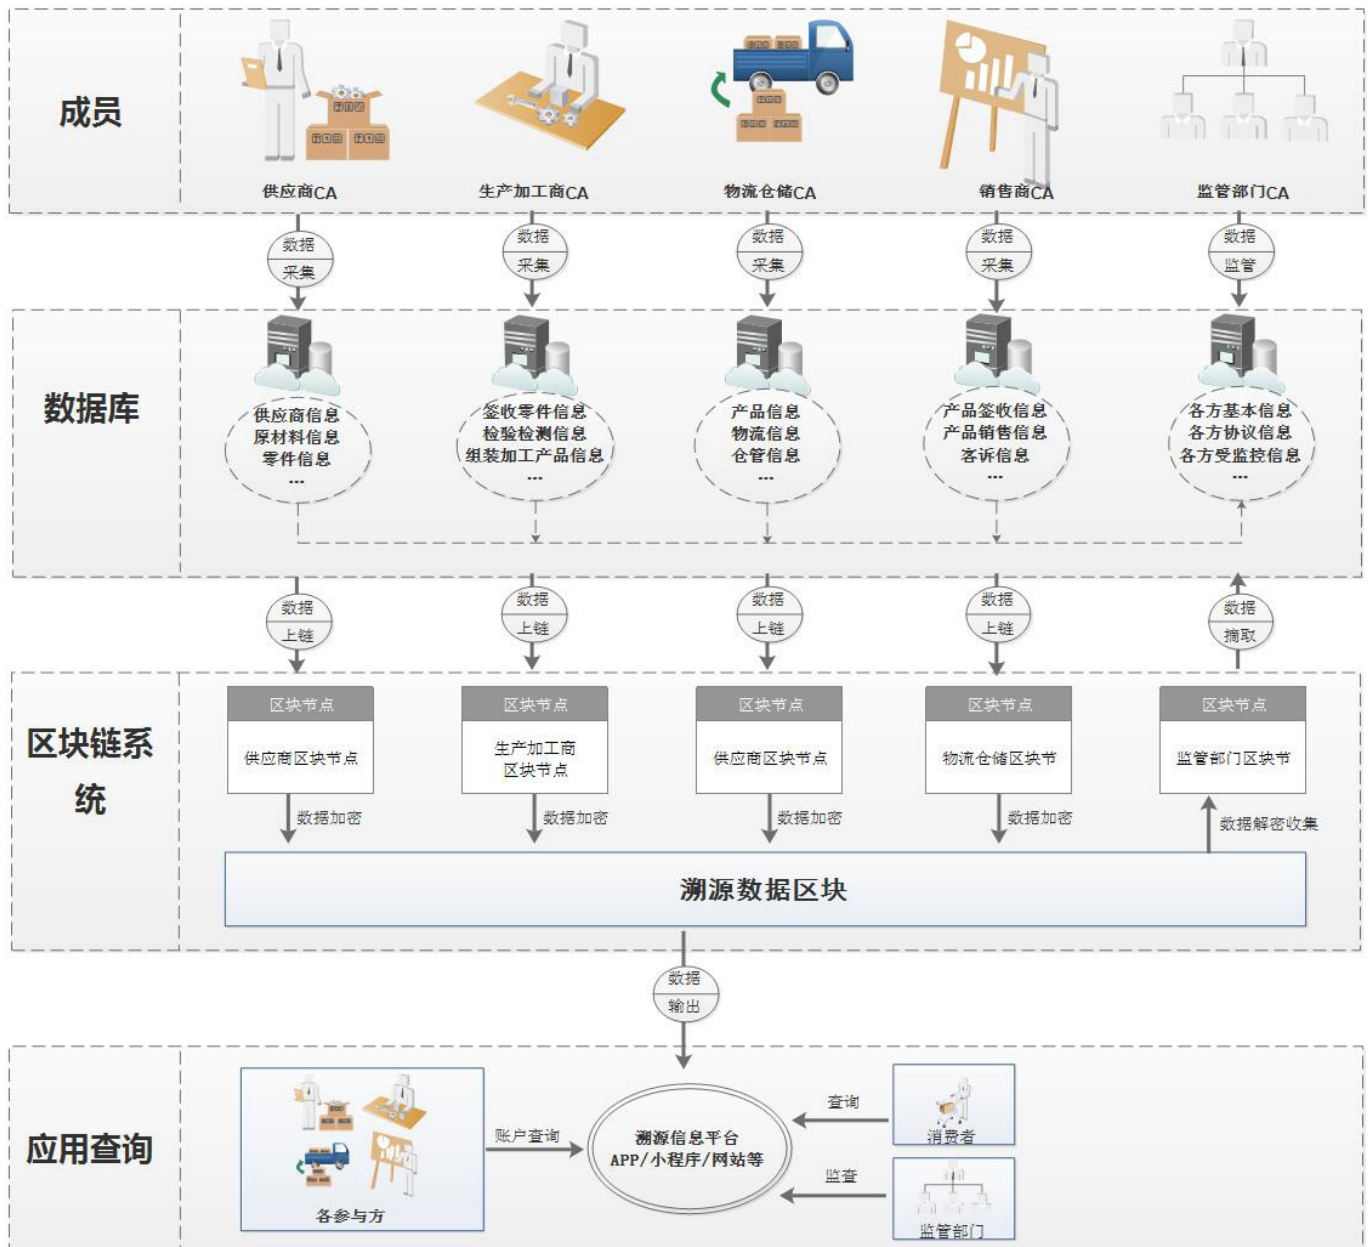 成员
供应商CA
生产加工商CA
物流仓储CA
销售商CA
监管部门CA
数据
采集
数据
采集
数据
采集
数据
采集
数据
监管
数据库
供应商信息
原材料信息
零件信息
...
签收零件信息
检验检测信息
组装加工产品信息
...
产品信息
物流信息
仓管信息
...
产品签收信息
产品销售信息
客诉信息
...
各方基本信息
各方协议信息
各方受监控信息
...
数据
上链
数据
上链
数据
上链
数据
上链
数据
摘取
区块链系
统
区块节点
供应商区块节点
区块节点
生产加工商
区块节点
区块节点
供应商区块节点
区块节点
物流仓储区块节
区块节点
监管部门区块节
数据加密
数据加密
数据加密
数据加密
数据解密收集
溯源数据区块
数据
输出
应用查询
各参与方
账户查询
溯源信息平台
APP/小程序/网站等
查询
消费者
监查
监管部门